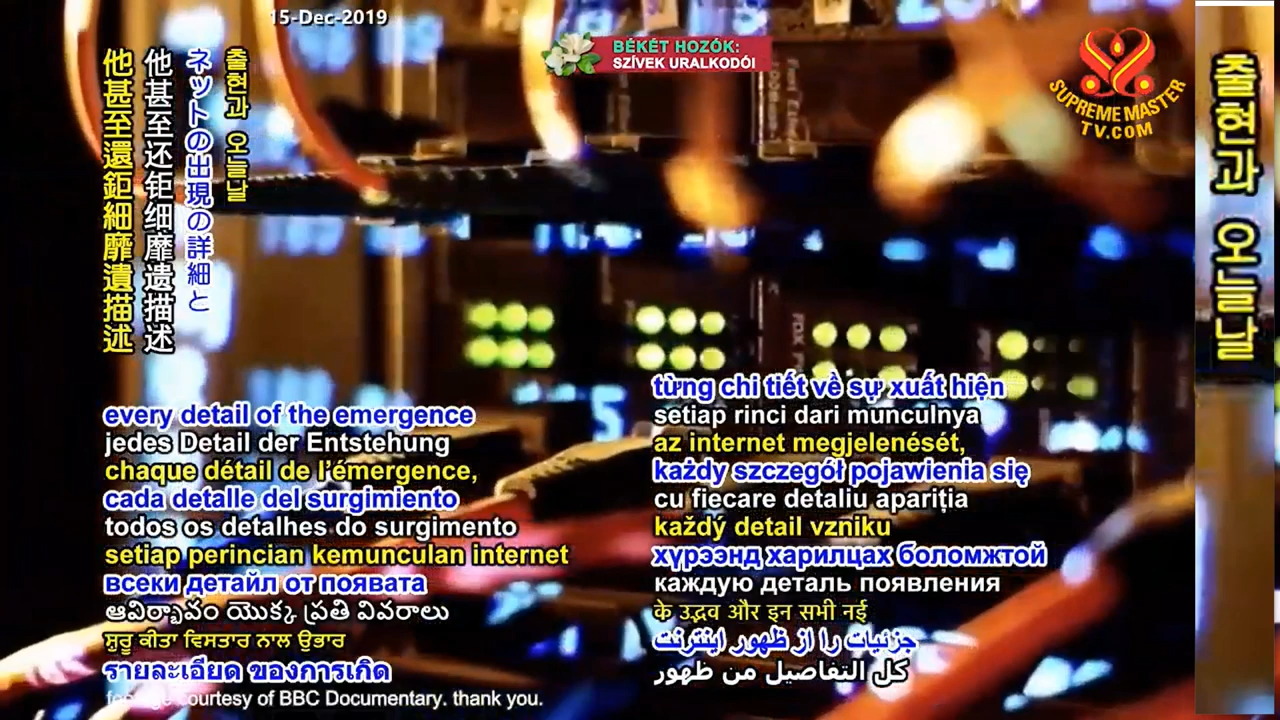 15-Dec-2019
BÉKÉT HOZÓK:
SZÍVEK URALKODÓI
SUPREME MASTER
TV.COM
출현과 오늘날
ネットの出現の詳細と
他甚至还钜细靡遗描述
他甚至還鉅細靡遺描述
출현과 오늘날
5
every detail of the emergence
jedes Detail der Entstehung
chaque détail de l’émergence,
cada detalle del surgimiento
todos os detalhes do surgimento
setiap perincian kemunculan internet
всеки детайл от появата
ఆవిర్భావం యొక్క ప్రతి వివరాలు
ਸ਼ੁਰੂ ਕੀਤਾ ਵਿਸਤਾਰ ਨਾਲ ਉਭਾਰ
รายละเอียด ของการเกิด
courtesy of BBC Documentary. thank you.
từng chi tiết về sự xuất hiện
setiap rinci dari munculnya
az internet megjelenését,
każdy szczegół pojawienia się
cu fiecare detaliu apariția
každý detail vzniku
хүрээнд харилцах боломжтой
каждую деталь появления
के उद्भव और इन सभी नई
جزئیات را از ظهور اینترنت
كل التفاصيل من ظهور